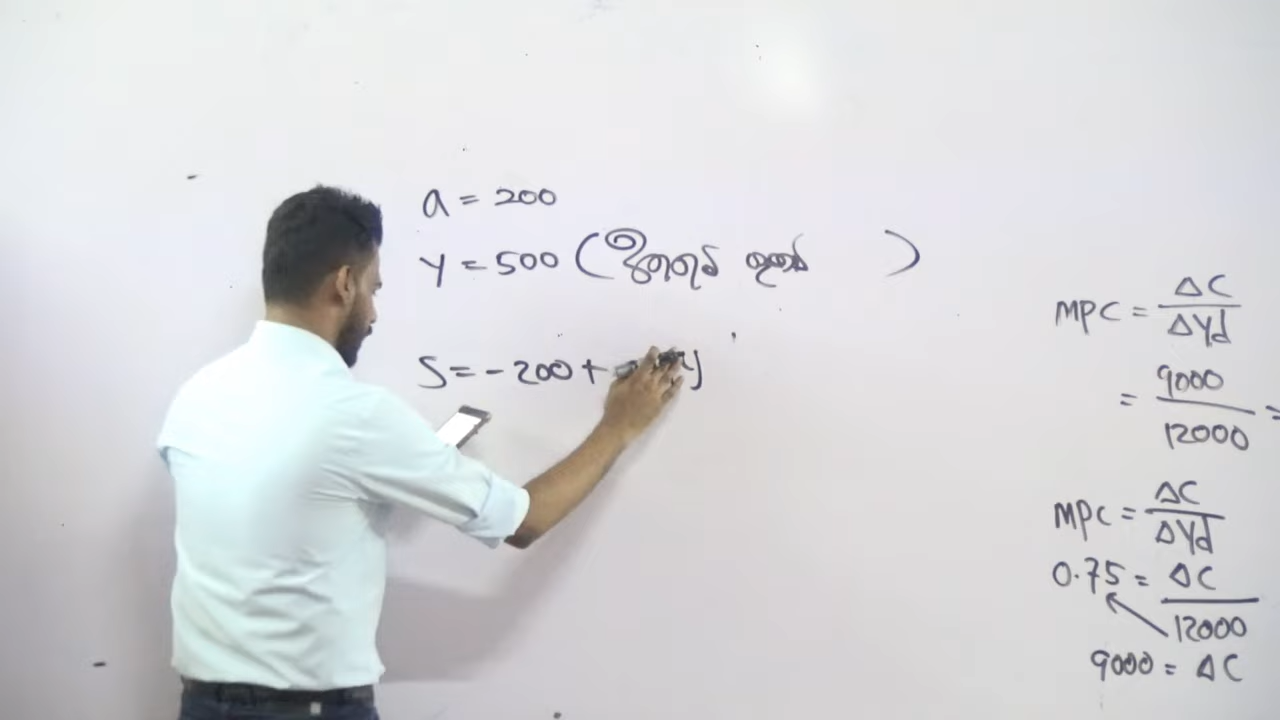 a = 200
Y = 500 ( )
S = - 200 +
MPC = ΔC / ΔYd
= 9000 / 12000 =
MPC = ΔC / ΔYd
0.75 = ΔC / 12000
9000 = ΔC